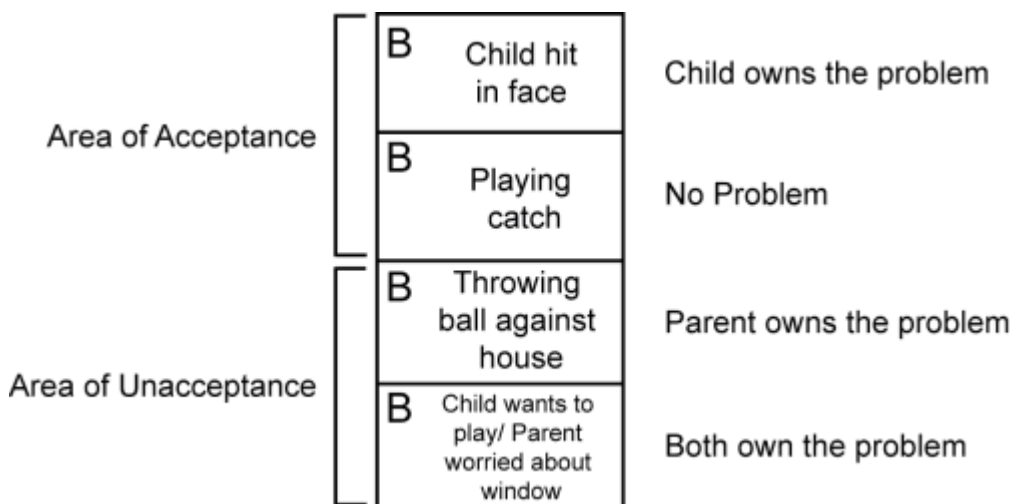 B
Child hit
in face
Child owns the problem
Area of Acceptance
B
Playing
catch
No Problem
B
Throwing
ball against
house
Parent owns the problem
Area of Unacceptance
B
Child wants to
play/ Parent
worried about
window
Both own the problem